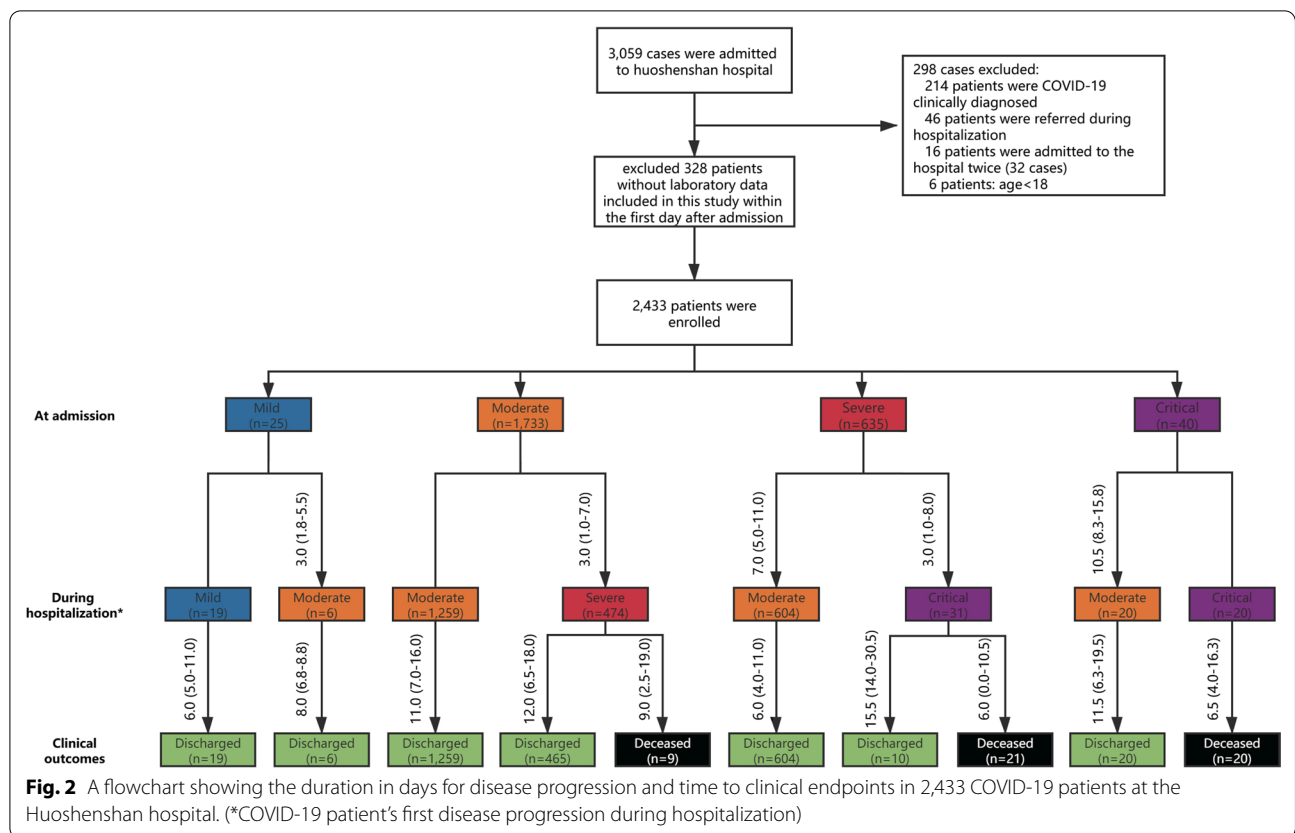 3,059 cases were admitted
to huoshenshan hospital
298 cases excluded:
214 patients were COVID-19
clinically diagnosed
46 patients were referred during
hospitalization
16 patients were admitted to the
hospital twice (32 cases)
6 patients: age<18
excluded 328 patients
without laboratory data
included in this study within
the first day after admission
2,433 patients were
enrolled
At admission
Mild
(n=25)
Moderate
(n=1,733)
Severe
(n=635)
Critical
(n=40)
3.0 (1.8-5.5)
3.0 (1.0-7.0)
7.0 (5.0-11.0)
3.0 (1.0-8.0)
10.5 (8.3-15.8)
During
hospitalization*
Mild
(n=19)
Moderate
(n=6)
Moderate
(n=1,259)
Severe
(n=474)
Moderate
(n=604)
Critical
(n=31)
Moderate
(n=20)
Critical
(n=20)
6.0 (5.0-11.0)
8.0 (6.8-8.8)
11.0 (7.0-16.0)
12.0 (6.5-18.0)
9.0 (2.5-19.0)
6.0 (4.0-11.0)
15.5 (14.0-30.5)
6.0 (0.0-10.5)
11.5 (6.3-19.5)
6.5 (4.0-16.3)
Clinical
outcomes
Discharged
(n=19)
Discharged
(n=6)
Discharged
(n=1,259)
Discharged
(n=465)
Deceased
(n=9)
Discharged
(n=604)
Discharged
(n=10)
Deceased
(n=21)
Discharged
(n=20)
Deceased
(n=20)
Fig. 2 A flowchart showing the duration in days for disease progression and time to clinical endpoints in 2,433 COVID-19 patients at the
Huoshenshan hospital. (*COVID-19 patient's first disease progression during hospitalization)